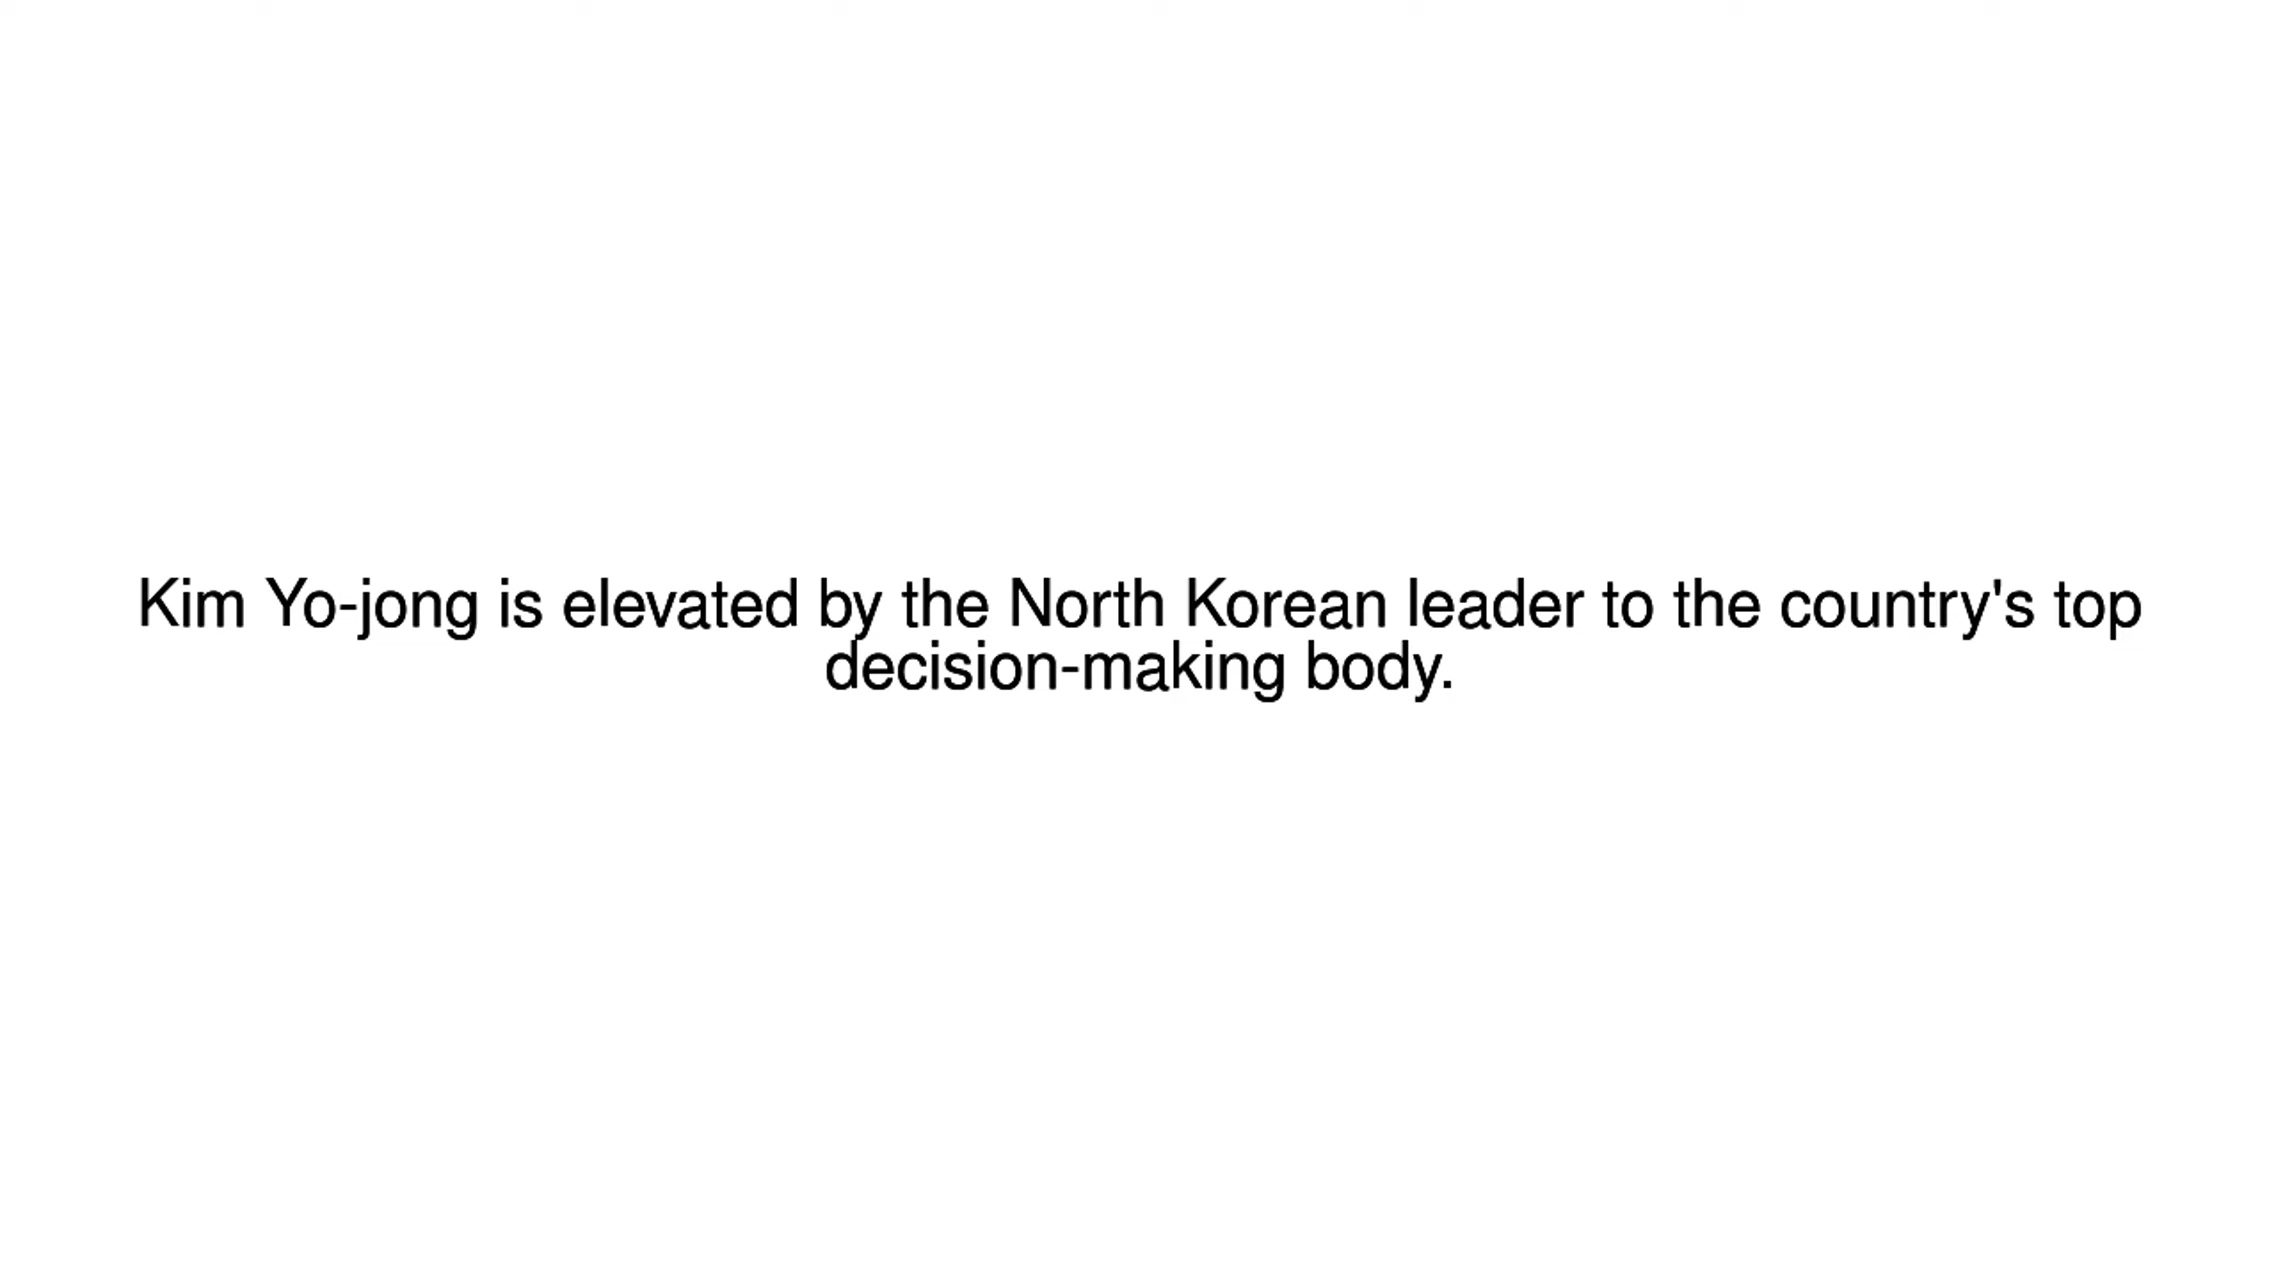 Kim Yo-jong is elevated by the North Korean leader to the country's top
decision-making body.